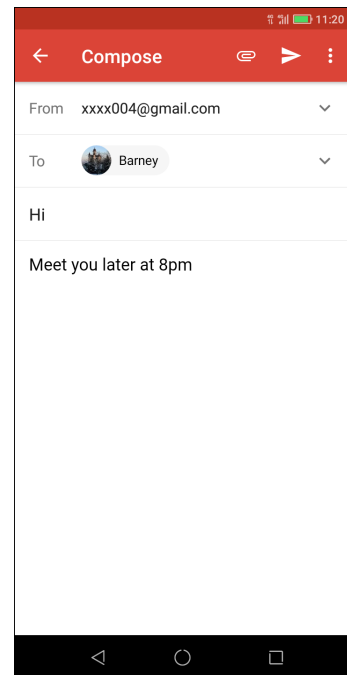 11:20
Compose
From xxxx004@gmail.com
To Barney
Hi
Meet you later at 8pm